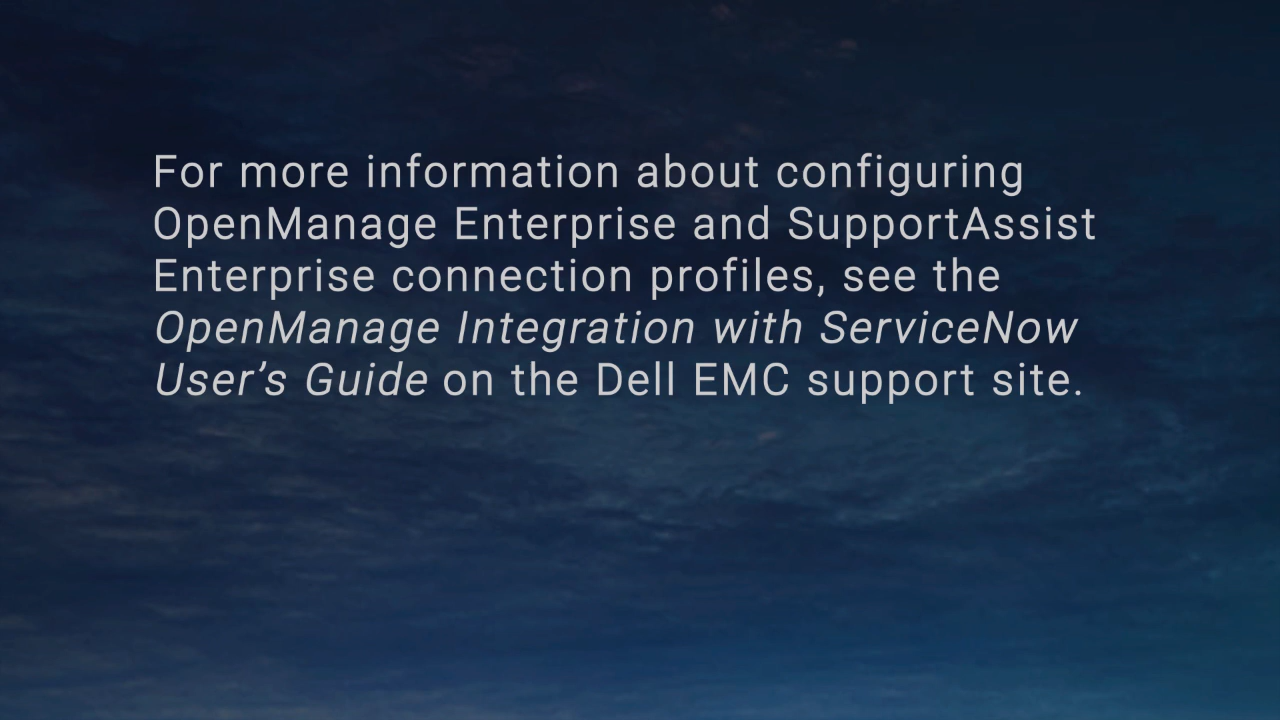 For more information about configuring
OpenManage Enterprise and SupportAssist
Enterprise connection profiles, see the
OpenManage Integration with ServiceNow
User’s Guide on the Dell EMC support site.